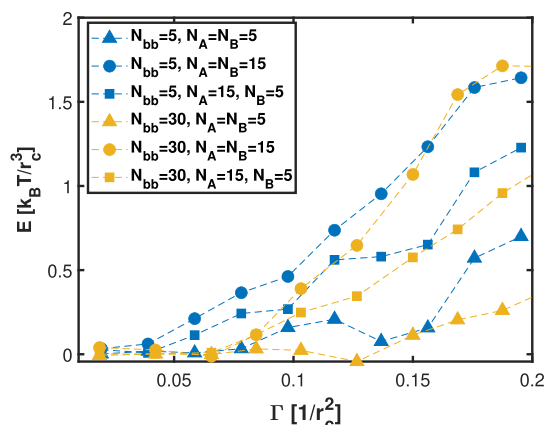 2
1.5
1
0.5
0
E [k_BT/r_c^3]
N_bb=5, N_A=N_B=5
N_bb=5, N_A=N_B=15
N_bb=5, N_A=15, N_B=5
N_bb=30, N_A=N_B=5
N_bb=30, N_A=N_B=15
N_bb=30, N_A=15, N_B=5
0.05 0.1 0.15 0.2
Γ [1/r_c^2]